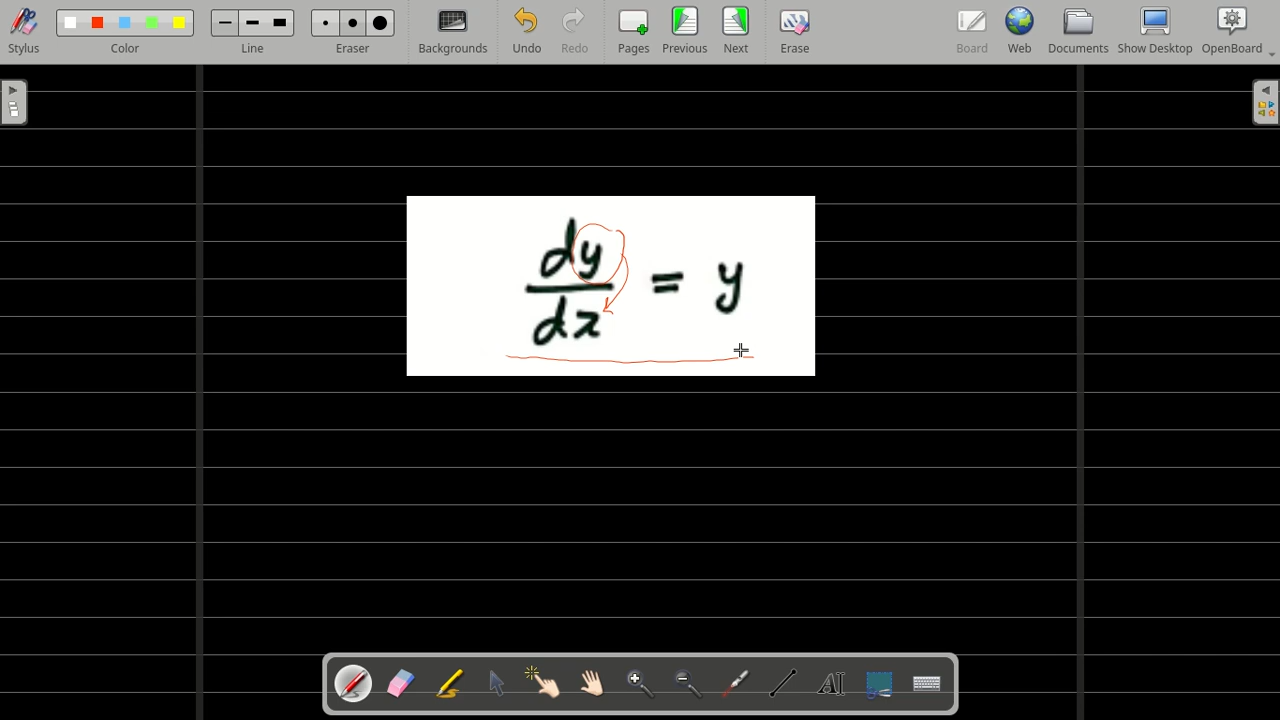 Stylus Color Line Eraser Backgrounds Undo Redo Pages Previous Next Erase Board Web Documents Show Desktop OpenBoard
dy
dx
= y
AI